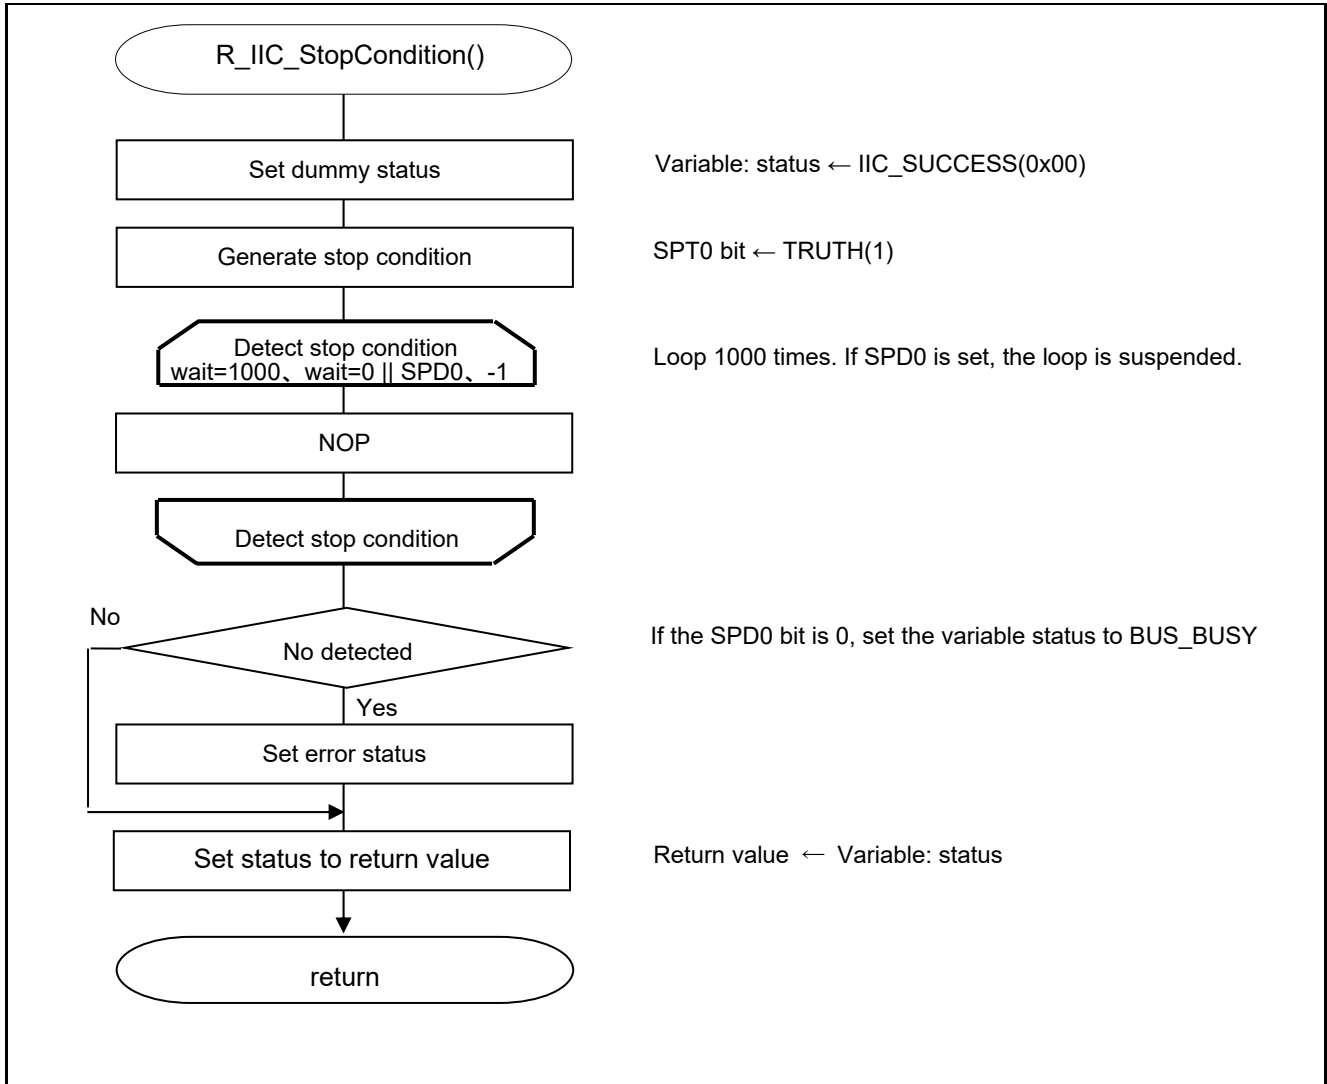 R_IIC_StopCondition()
Set dummy status
Variable: status ← IIC_SUCCESS(0x00)
Generate stop condition
SPT0 bit ← TRUTH(1)
Detect stop condition
wait=1000、wait=0 || SPD0、-1
Loop 1000 times. If SPD0 is set, the loop is suspended.
NOP
Detect stop condition
No
No detected
If the SPD0 bit is 0, set the variable status to BUS_BUSY
Yes
Set error status
Set status to return value
Return value ← Variable: status
return